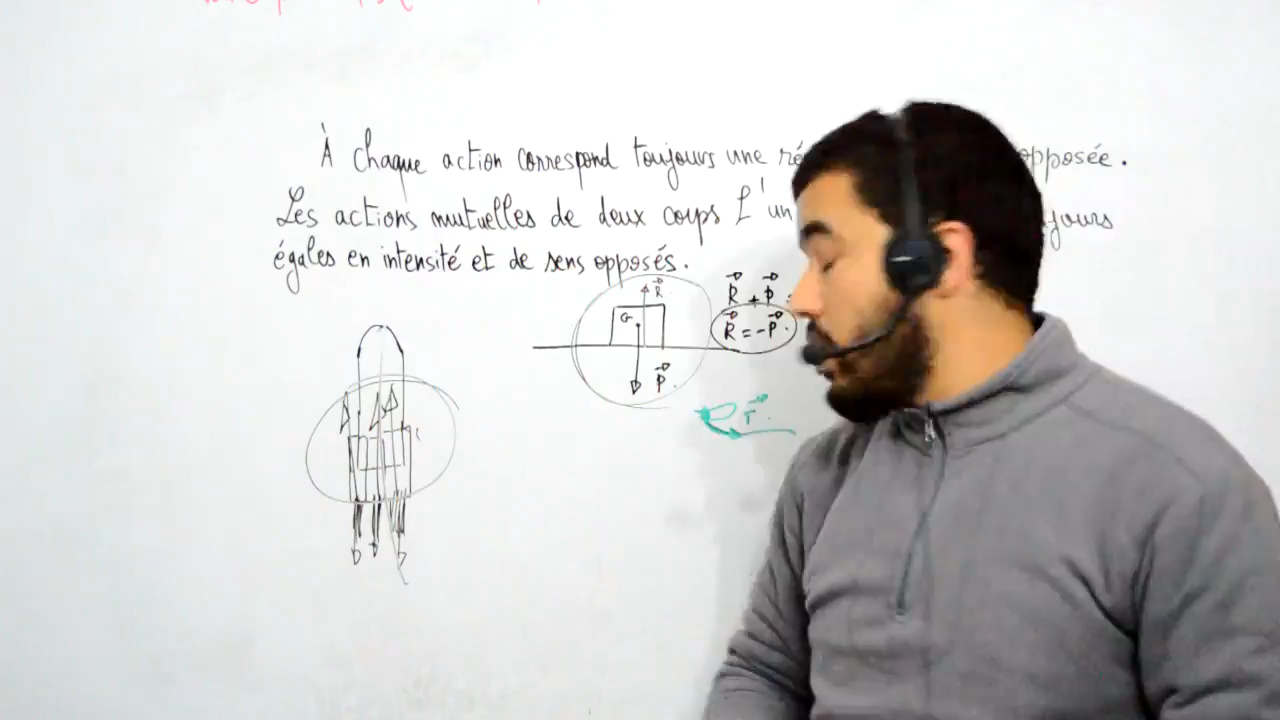 À chaque action correspond toujours une ré opposée.
Les actions mutuelles de deux corps L'un jours
égales en intensité et de sens opposés.
R
G
P.
R + P =
R = -P.